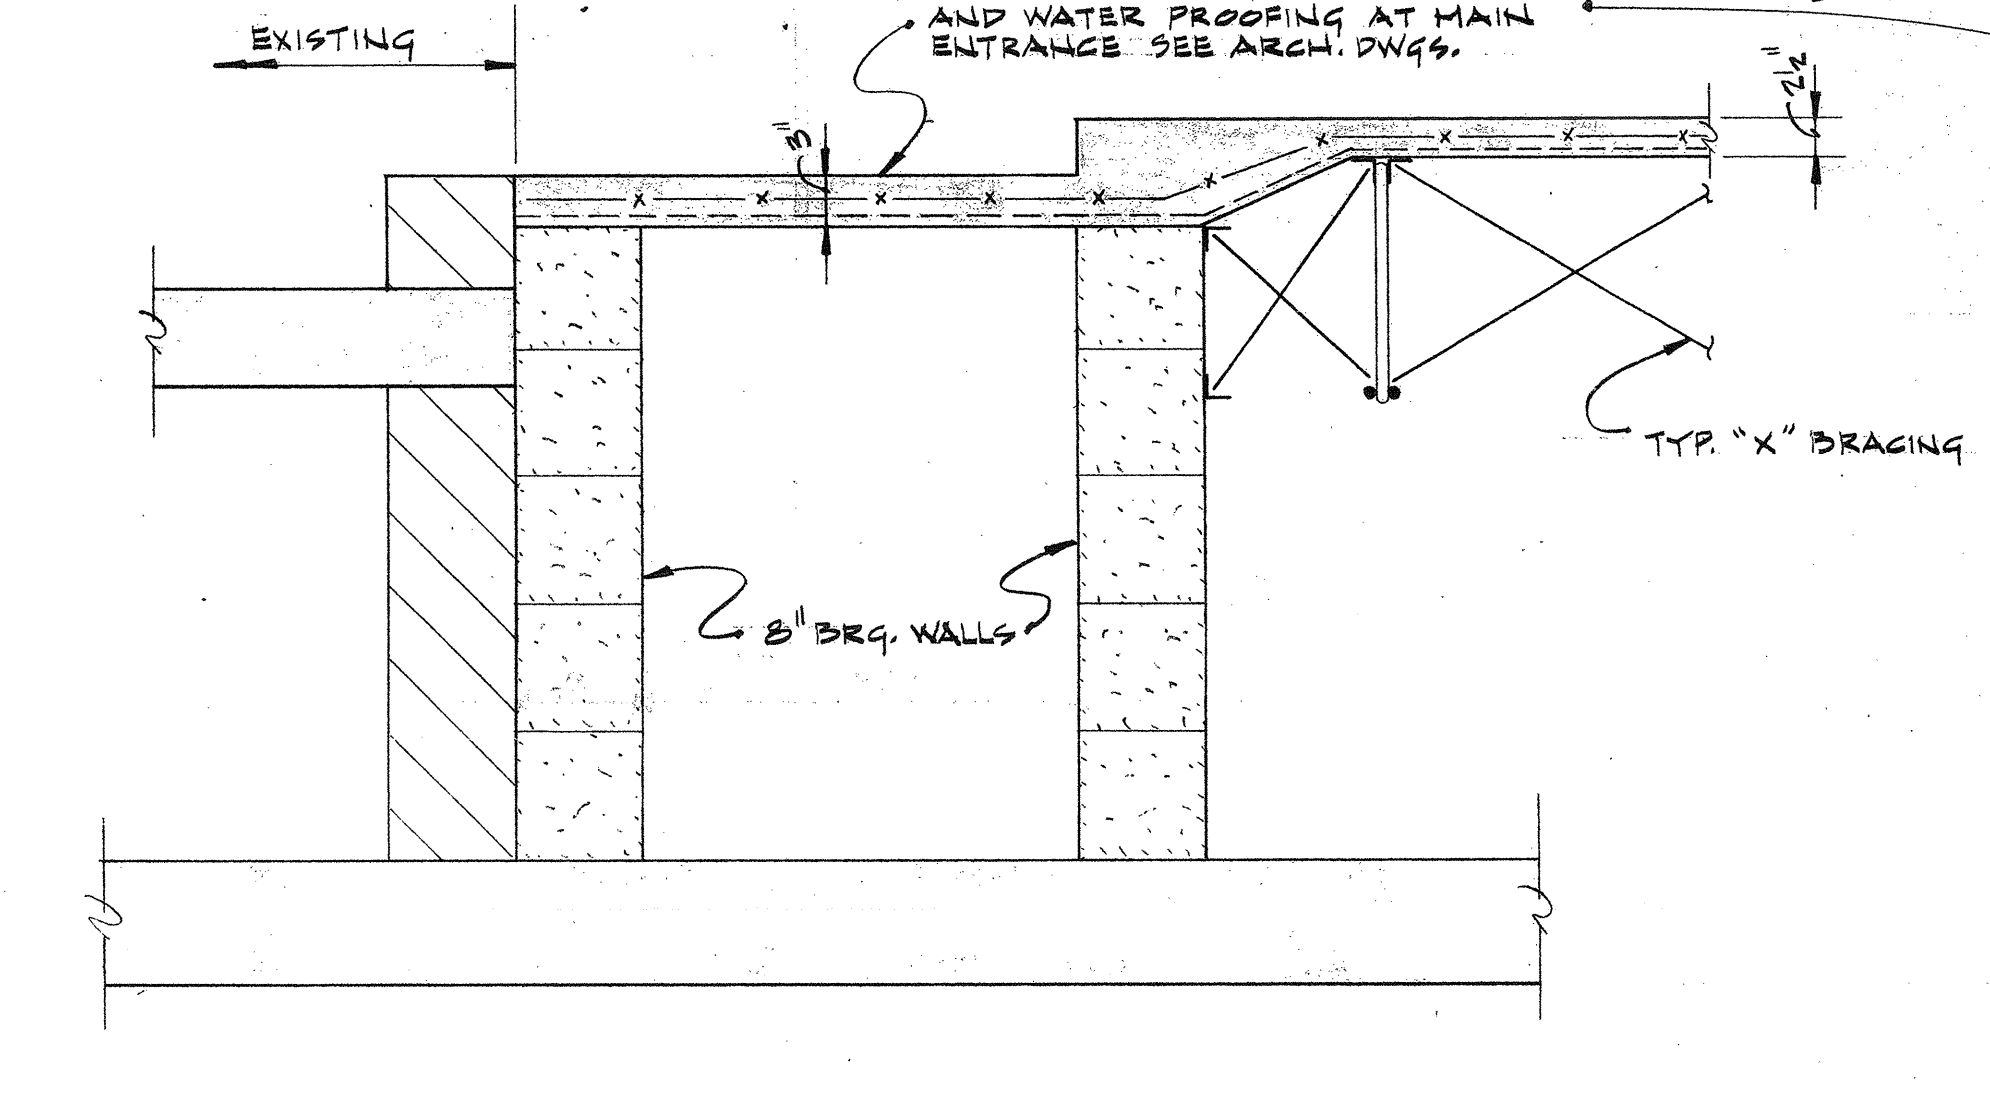 AND WATER PROOFING AT MAIN
ENTRANCE SEE ARCH. DWGS.
EXISTING
3"
2½"
TYP. "X" BRACING
8" BRG. WALLS